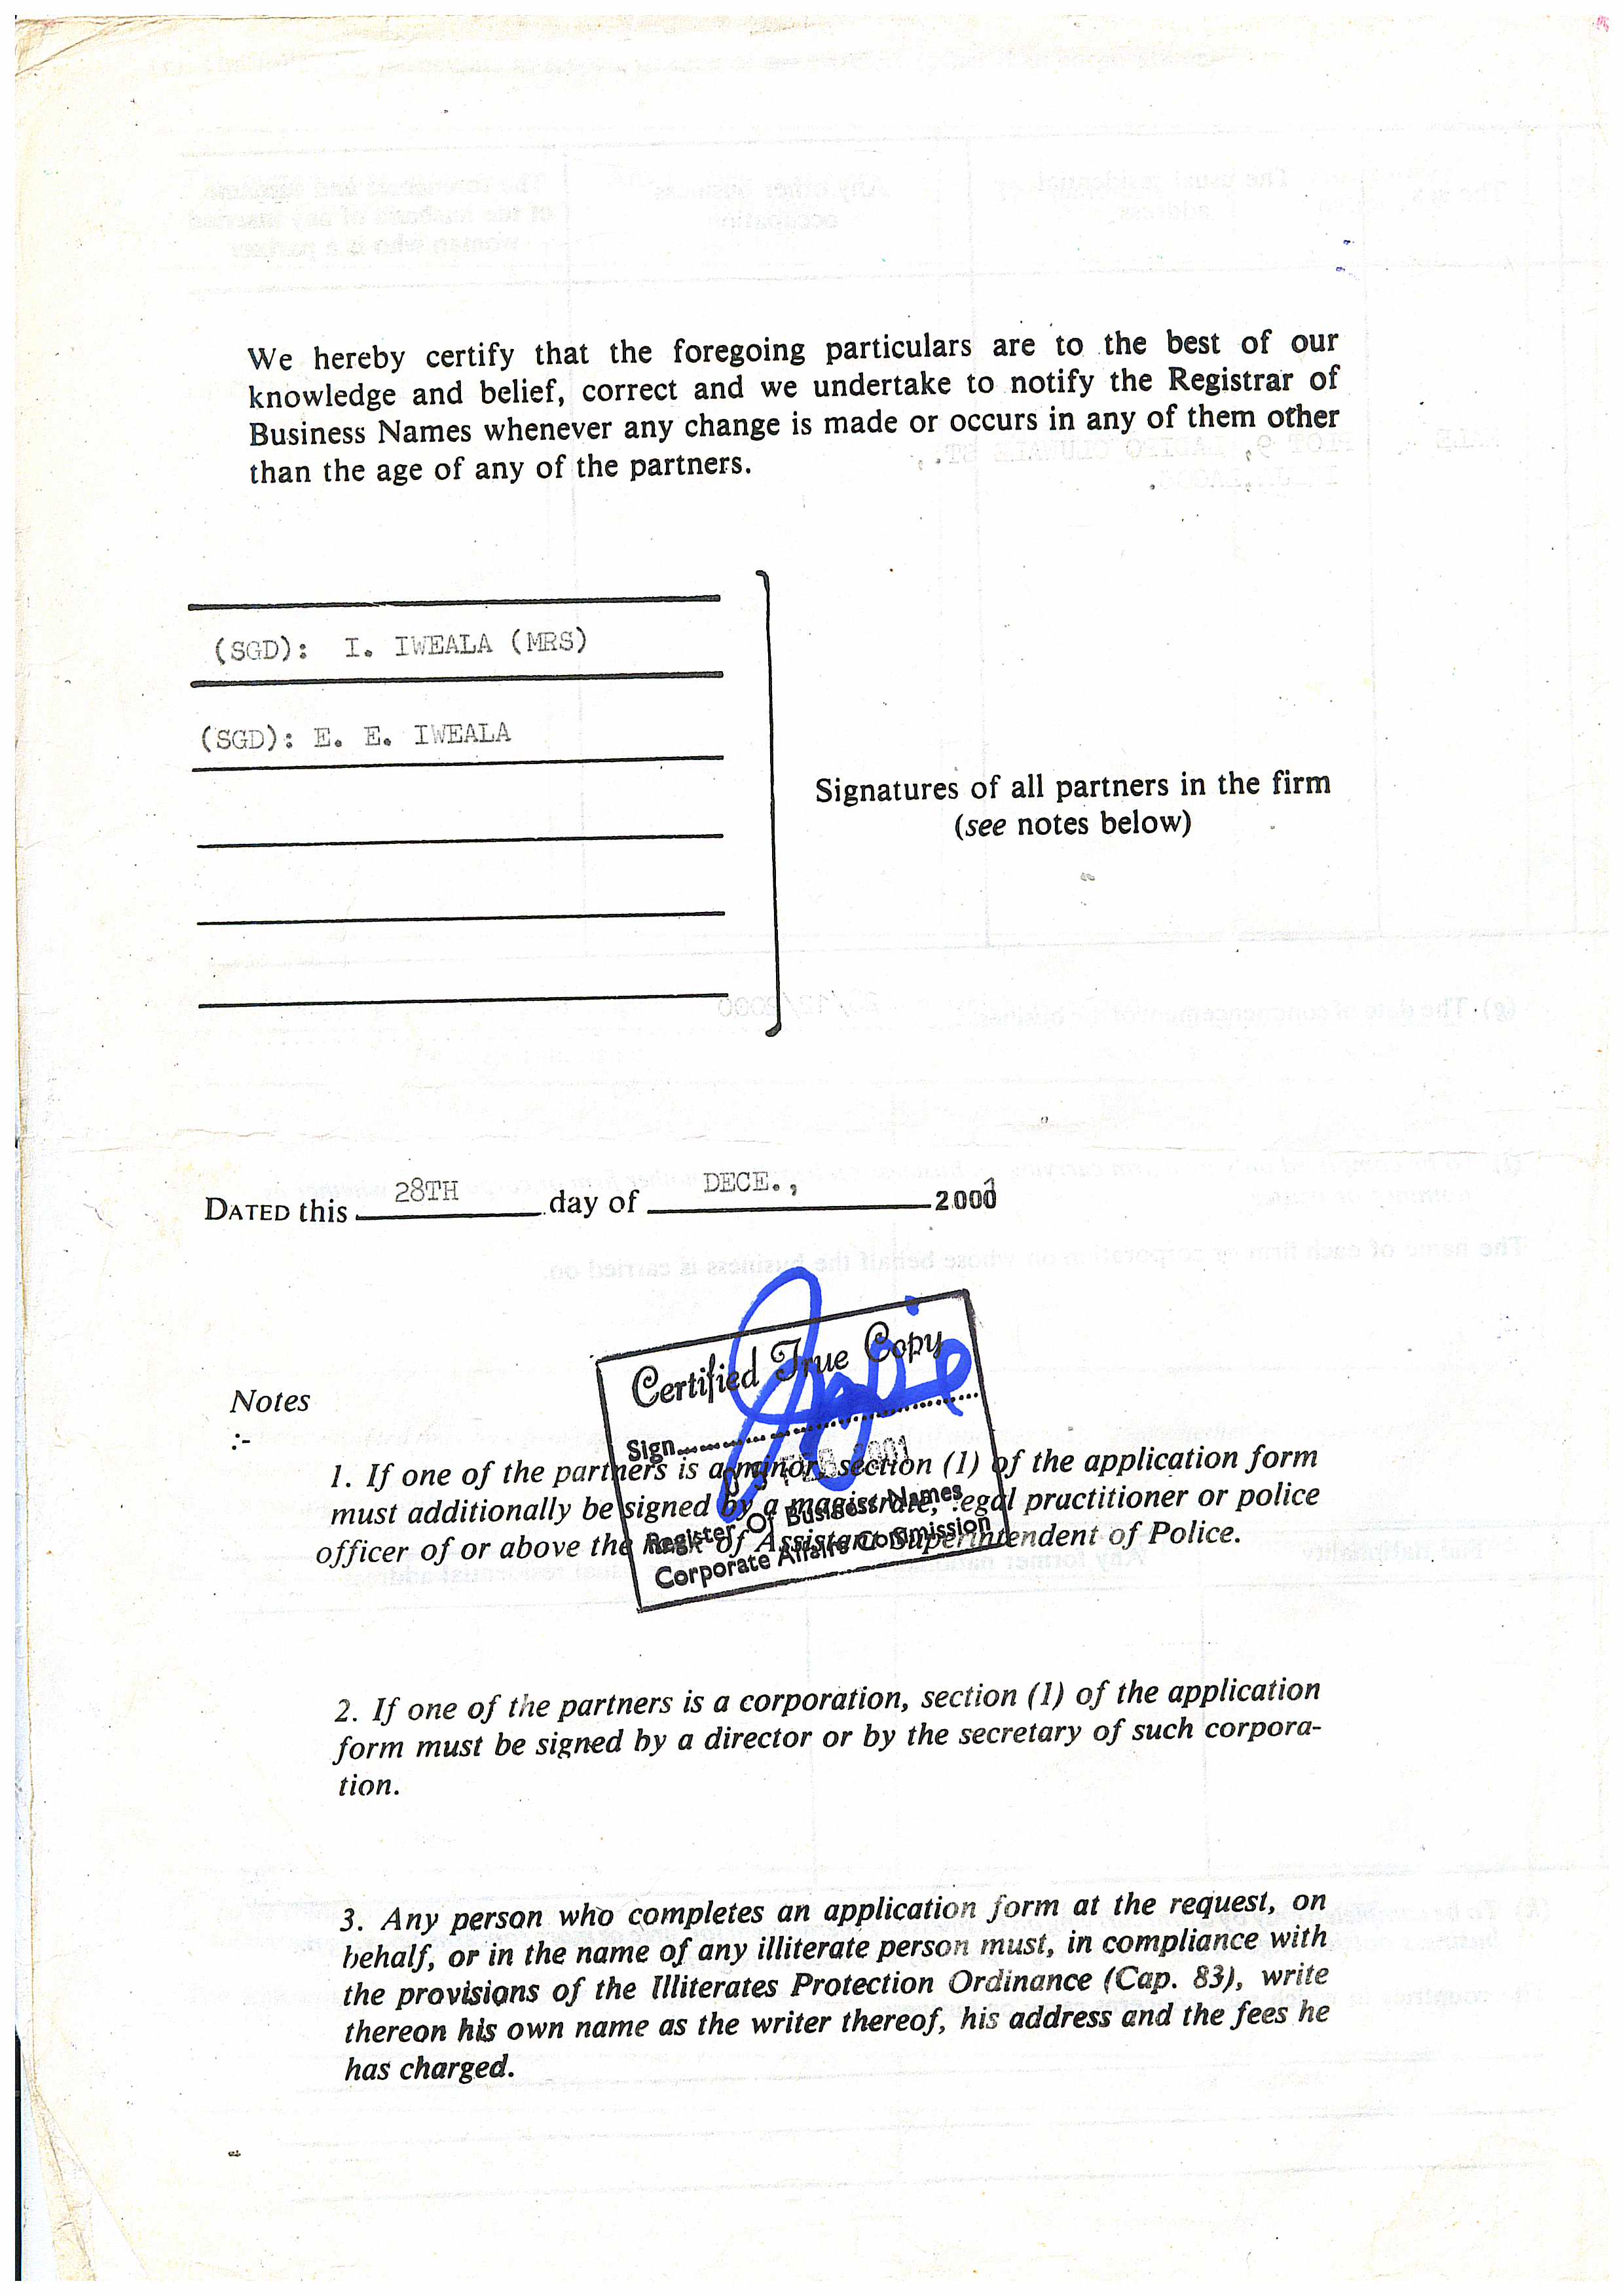 We hereby certify that the foregoing particulars are to the best of our
knowledge and belief, correct and we undertake to notify the Registrar of
Business Names whenever any change is made or occurs in any of them other
than the age of any of the partners.
(SGD): I. IWEALA (MRS)
(SGD): E. E. IWEALA
Signatures of all partners in the firm
(see notes below)
DATED this 28TH day of DECE., 2000
Certified True Copy
Sign
Register Of Business Names
Corporate Affairs Commission
Notes
:-
1. If one of the partners is a minor, section (1) of the application form
must additionally be signed by a magistrate, legal practitioner or police
officer of or above the rank of Assistant Superintendent of Police.
2. If one of the partners is a corporation, section (1) of the application
form must be signed by a director or by the secretary of such corpora-
tion.
3. Any person who completes an application form at the request, on
behalf, or in the name of any illiterate person must, in compliance with
the provisions of the Illiterates Protection Ordinance (Cap. 83), write
thereon his own name as the writer thereof, his address and the fees he
has charged.